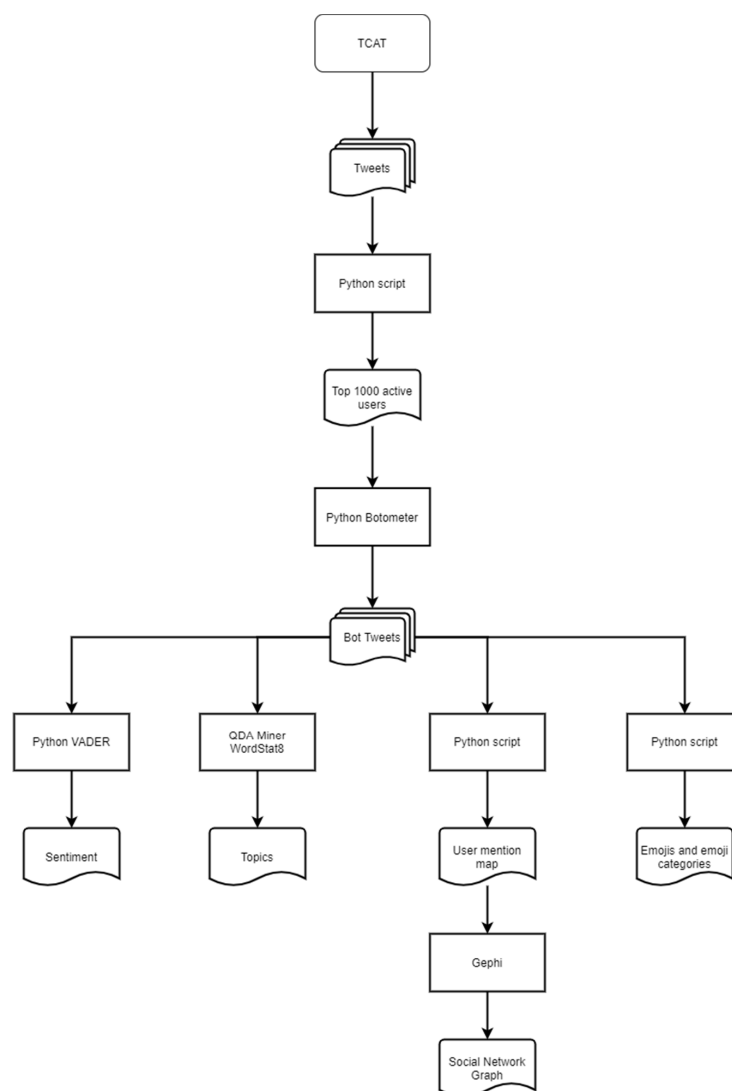 TCAT
Tweets
Python script
Top 1000 active
users
Python Botometer
Bot Tweets
Python VADER
QDA Miner
WordStat8
Python script
Python script
Sentiment
Topics
User mention
map
Emojis and emoji
categories
Gephi
Social Network
Graph